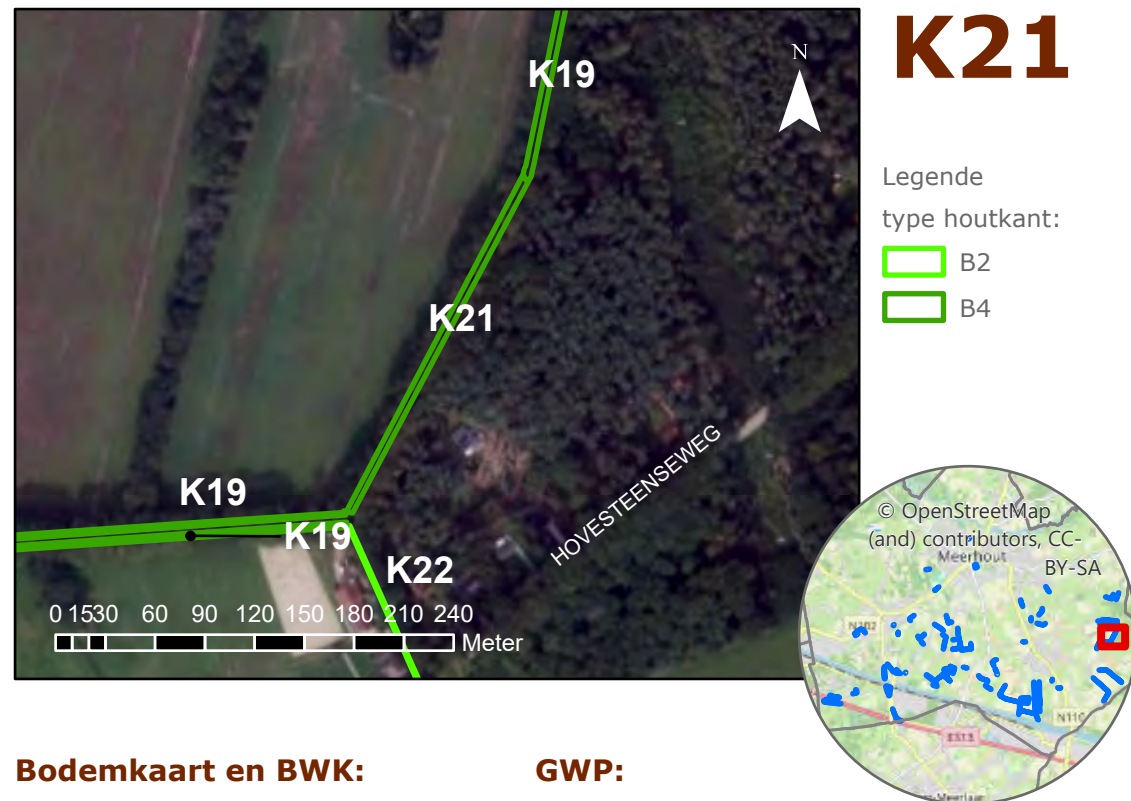 K21
K19
N
Legende
type houtkant:
B2
B4
K21
K19
K19
K22
HOVESTEENSEWEG
0 15 30 60 90 120 150 180 210 240
Meter
© OpenStreetMap
(and) contributors, CC-
BY-SA
Meerhout
N110
E313
Bodemkaart en BWK:
GWP: